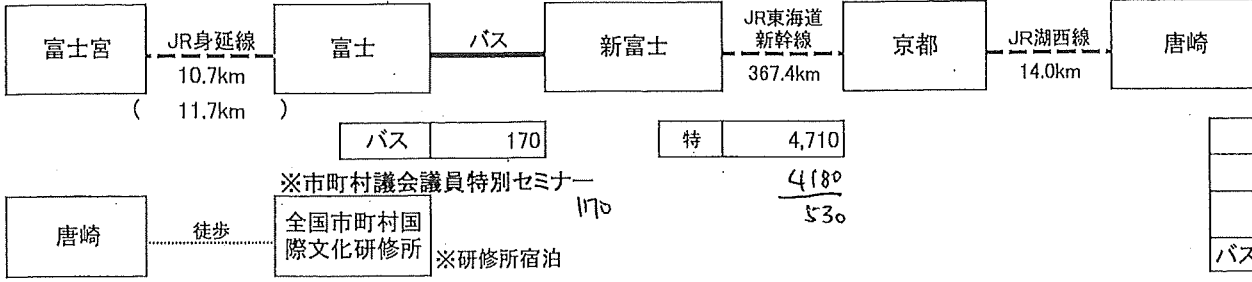 富士宮 JR身延線 富士 バス 新富士 JR東海道新幹線 京都 JR湖西線 唐崎
10.7km 367.4km 14.0km
( 11.7km )
バス 170 特 4,710
※市町村議会議員特別セミナー 4180
1170 530
唐崎 徒歩 全国市町村国際文化研修所 ※研修所宿泊
バス